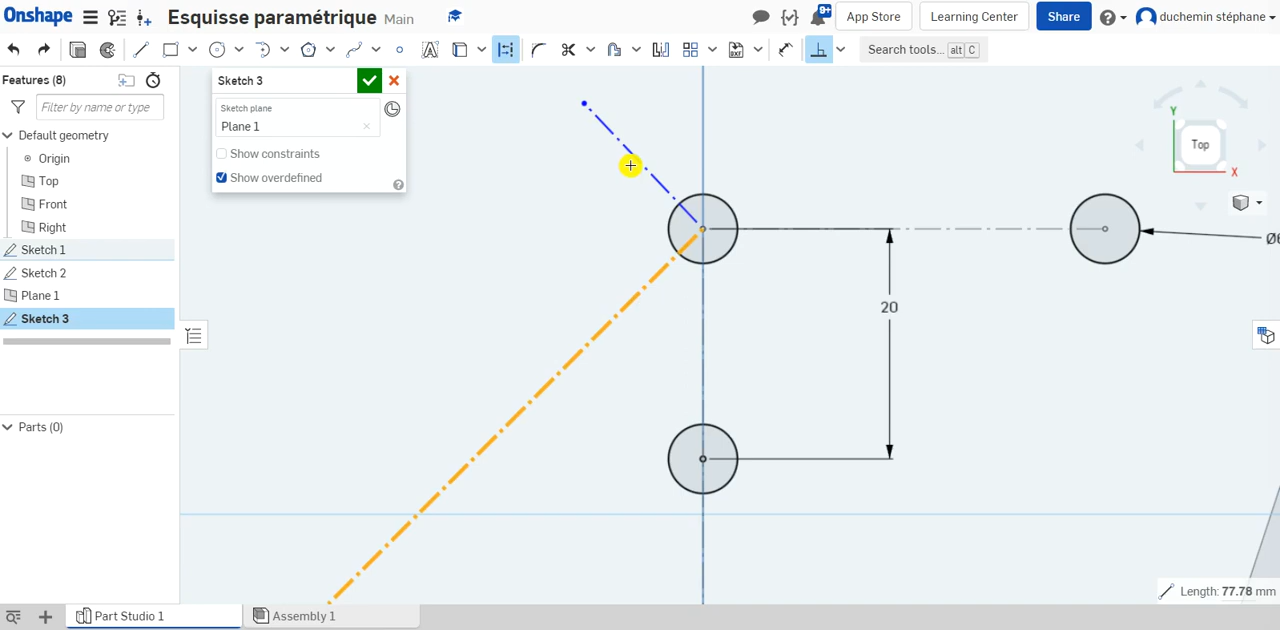 Onshape Esquisse paramétrique Main 9+ App Store Learning Center Share duchemin stéphane
Search tools... alt C
Features (8)
Filter by name or type
Default geometry
Origin
Top
Front
Right
Sketch 1
Sketch 2
Plane 1
Sketch 3
Parts (0)
Sketch 3
Sketch plane
Plane 1
Show constraints
Show overdefined
Y
Top
X
20
Length: 77.78 mm
Part Studio 1
Assembly 1